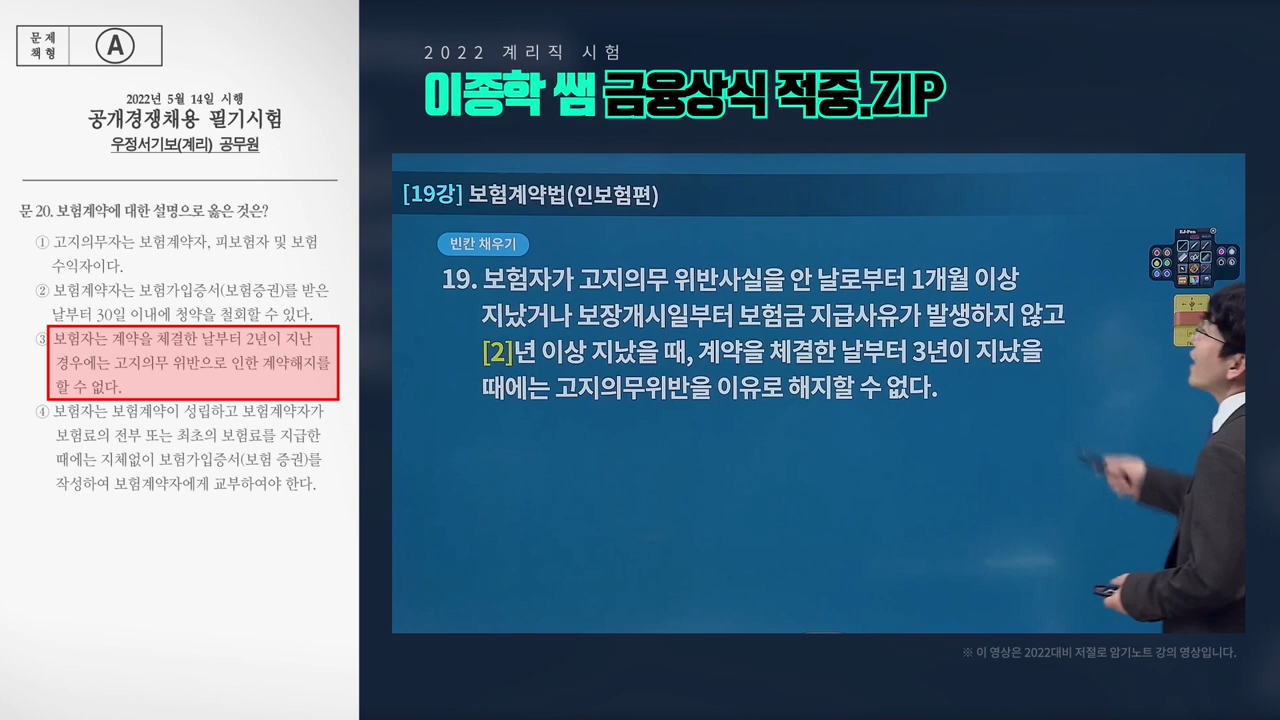 문 제
책 형
A
2022년 5월 14일 시행
공개경쟁채용 필기시험
우정서기보(계리) 공무원
문 20. 보험계약에 대한 설명으로 옳은 것은?
① 고지의무자는 보험계약자, 피보험자 및 보험
수익자이다.
② 보험계약자는 보험가입증서(보험증권)를 받은
날부터 30일 이내에 청약을 철회할 수 있다.
③ 보험자는 계약을 체결한 날부터 2년이 지난
경우에는 고지의무 위반으로 인한 계약해지를
할 수 없다.
④ 보험자는 보험계약이 성립하고 보험계약자가
보험료의 전부 또는 최초의 보험료를 지급한
때에는 지체없이 보험가입증서(보험 증권)를
작성하여 보험계약자에게 교부하여야 한다.
2022 계리직 시험
이종학 쌤 금융상식 적중.ZIP
[19강] 보험계약법(인보험편)
빈칸 채우기
19. 보험자가 고지의무 위반사실을 안 날로부터 1개월 이상
지났거나 보장개시일부터 보험금 지급사유가 발생하지 않고
[2]년 이상 지났을 때, 계약을 체결한 날부터 3년이 지났을
때에는 고지의무위반을 이유로 해지할 수 없다.
※ 이 영상은 2022대비 저절로 암기노트 강의 영상입니다.